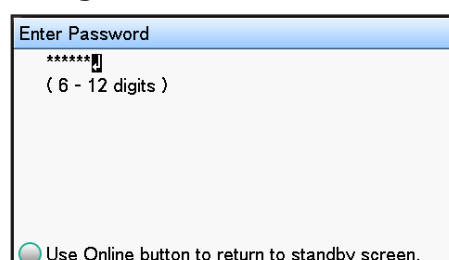 Enter Password
******↵
( 6 - 12 digits )
Use Online button to return to standby screen.